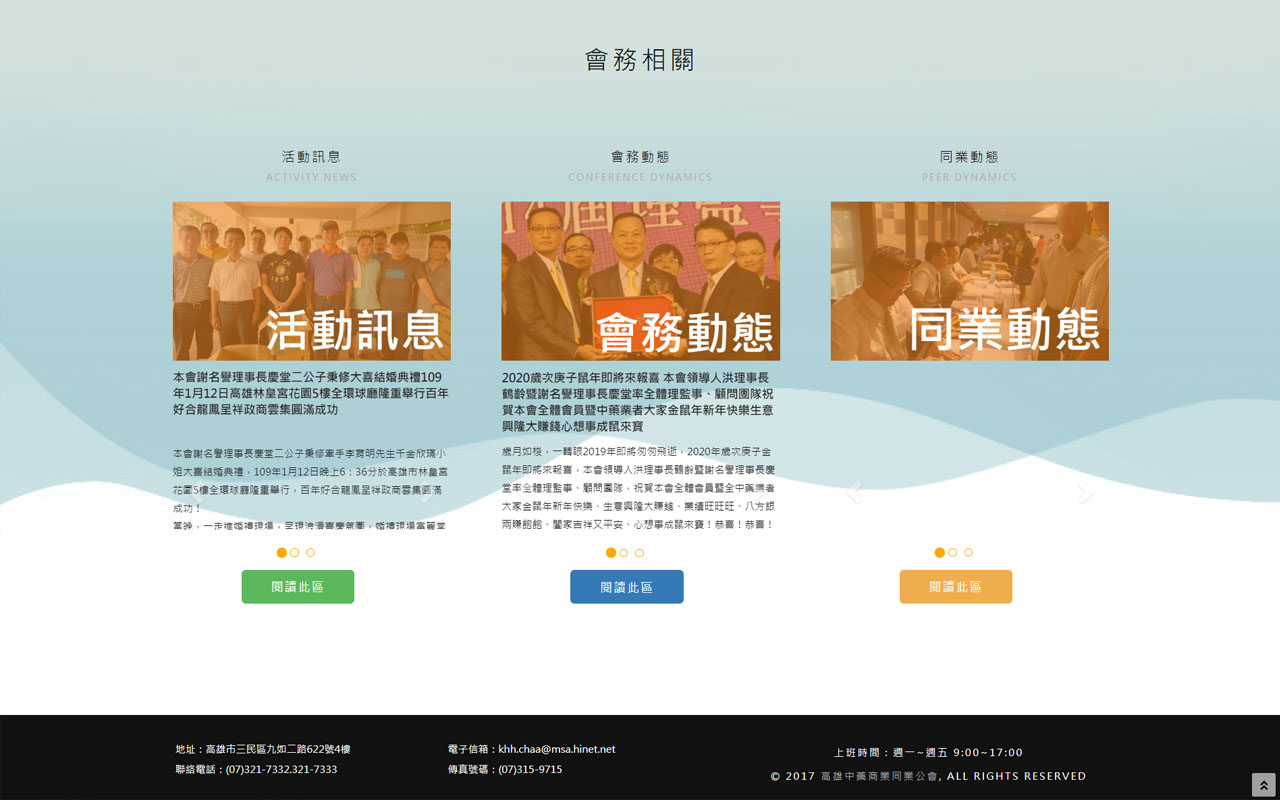 會務相關
活動訊息
ACTIVITY NEWS
活動訊息
本會謝名譽理事長慶堂二公子秉修大喜結婚典禮109
年1月12日高雄林皇宮花園5樓全環球廳隆重舉行百年
好合龍鳳呈祥政商雲集圓滿成功
本會謝名譽理事長慶堂二公子秉修牽手李育明先生千金欣瑀小
姐大喜結婚典禮，109年1月12日晚上6：36分於高雄市林皇宮
花園5樓全環球廳隆重舉行，百年好合龍鳳呈祥政商雲集圓滿
成功！
當晚，一走進婚禮現場，呈現浪漫喜慶氛圍，婚禮現場富麗堂
閱讀此區
會務動態
CONFERENCE DYNAMICS
14屆理監事
會務動態
2020歲次庚子鼠年即將來報喜 本會領導人洪理事長
鶴齡暨謝名譽理事長慶堂率全體理監事、顧問團隊祝
賀本會全體會員暨中藥業者大家金鼠年新年快樂生意
興隆大賺錢心想事成鼠來寶
歲月如梭，一轉眼2019年即將匆匆飛逝，2020年歲次庚子金
鼠年即將來報喜，本會領導人洪理事長鶴齡暨謝名譽理事長慶
堂率全體理監事、顧問團隊，祝賀本會全體會員暨全中藥業者
大家金鼠年新年快樂、生意興隆大賺錢、業績旺旺旺、八方銀
兩賺飽飽、闔家吉祥又平安、心想事成鼠來寶！恭喜！恭喜！
閱讀此區
同業動態
PEER DYNAMICS
同業動態
閱讀此區
地址：高雄市三民區九如二路622號4樓
聯絡電話：(07)321-7332.321-7333
電子信箱：khh.chaa@msa.hinet.net
傳真號碼：(07)315-9715
上班時間：週一~週五 9:00~17:00
© 2017 高雄中藥商業同業公會, ALL RIGHTS RESERVED